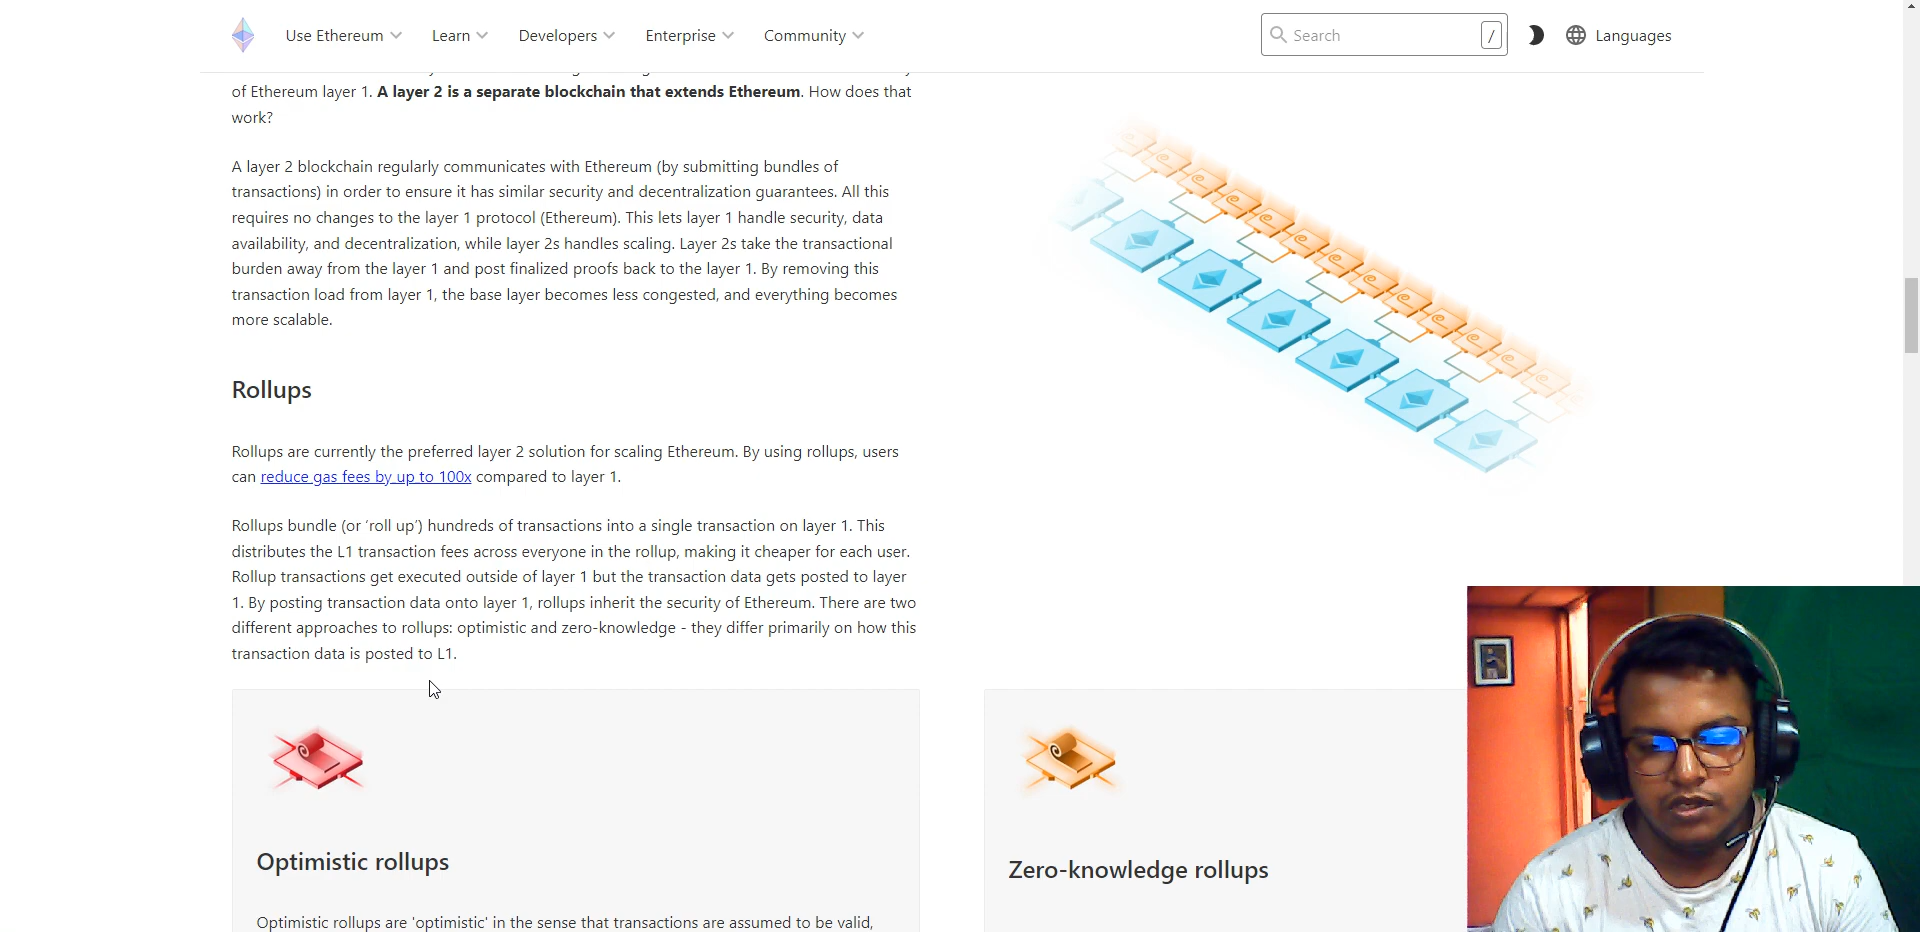 Use Ethereum Learn Developers Enterprise Community Search / Languages
of Ethereum layer 1. A layer 2 is a separate blockchain that extends Ethereum. How does that
work?
A layer 2 blockchain regularly communicates with Ethereum (by submitting bundles of
transactions) in order to ensure it has similar security and decentralization guarantees. All this
requires no changes to the layer 1 protocol (Ethereum). This lets layer 1 handle security, data
availability, and decentralization, while layer 2s handles scaling. Layer 2s take the transactional
burden away from the layer 1 and post finalized proofs back to the layer 1. By removing this
transaction load from layer 1, the base layer becomes less congested, and everything becomes
more scalable.
Rollups
Rollups are currently the preferred layer 2 solution for scaling Ethereum. By using rollups, users
can reduce gas fees by up to 100x compared to layer 1.
Rollups bundle (or ‘roll up’) hundreds of transactions into a single transaction on layer 1. This
distributes the L1 transaction fees across everyone in the rollup, making it cheaper for each user.
Rollup transactions get executed outside of layer 1 but the transaction data gets posted to layer
1. By posting transaction data onto layer 1, rollups inherit the security of Ethereum. There are two
different approaches to rollups: optimistic and zero-knowledge - they differ primarily on how this
transaction data is posted to L1.
Optimistic rollups
Optimistic rollups are 'optimistic' in the sense that transactions are assumed to be valid,
Zero-knowledge rollups